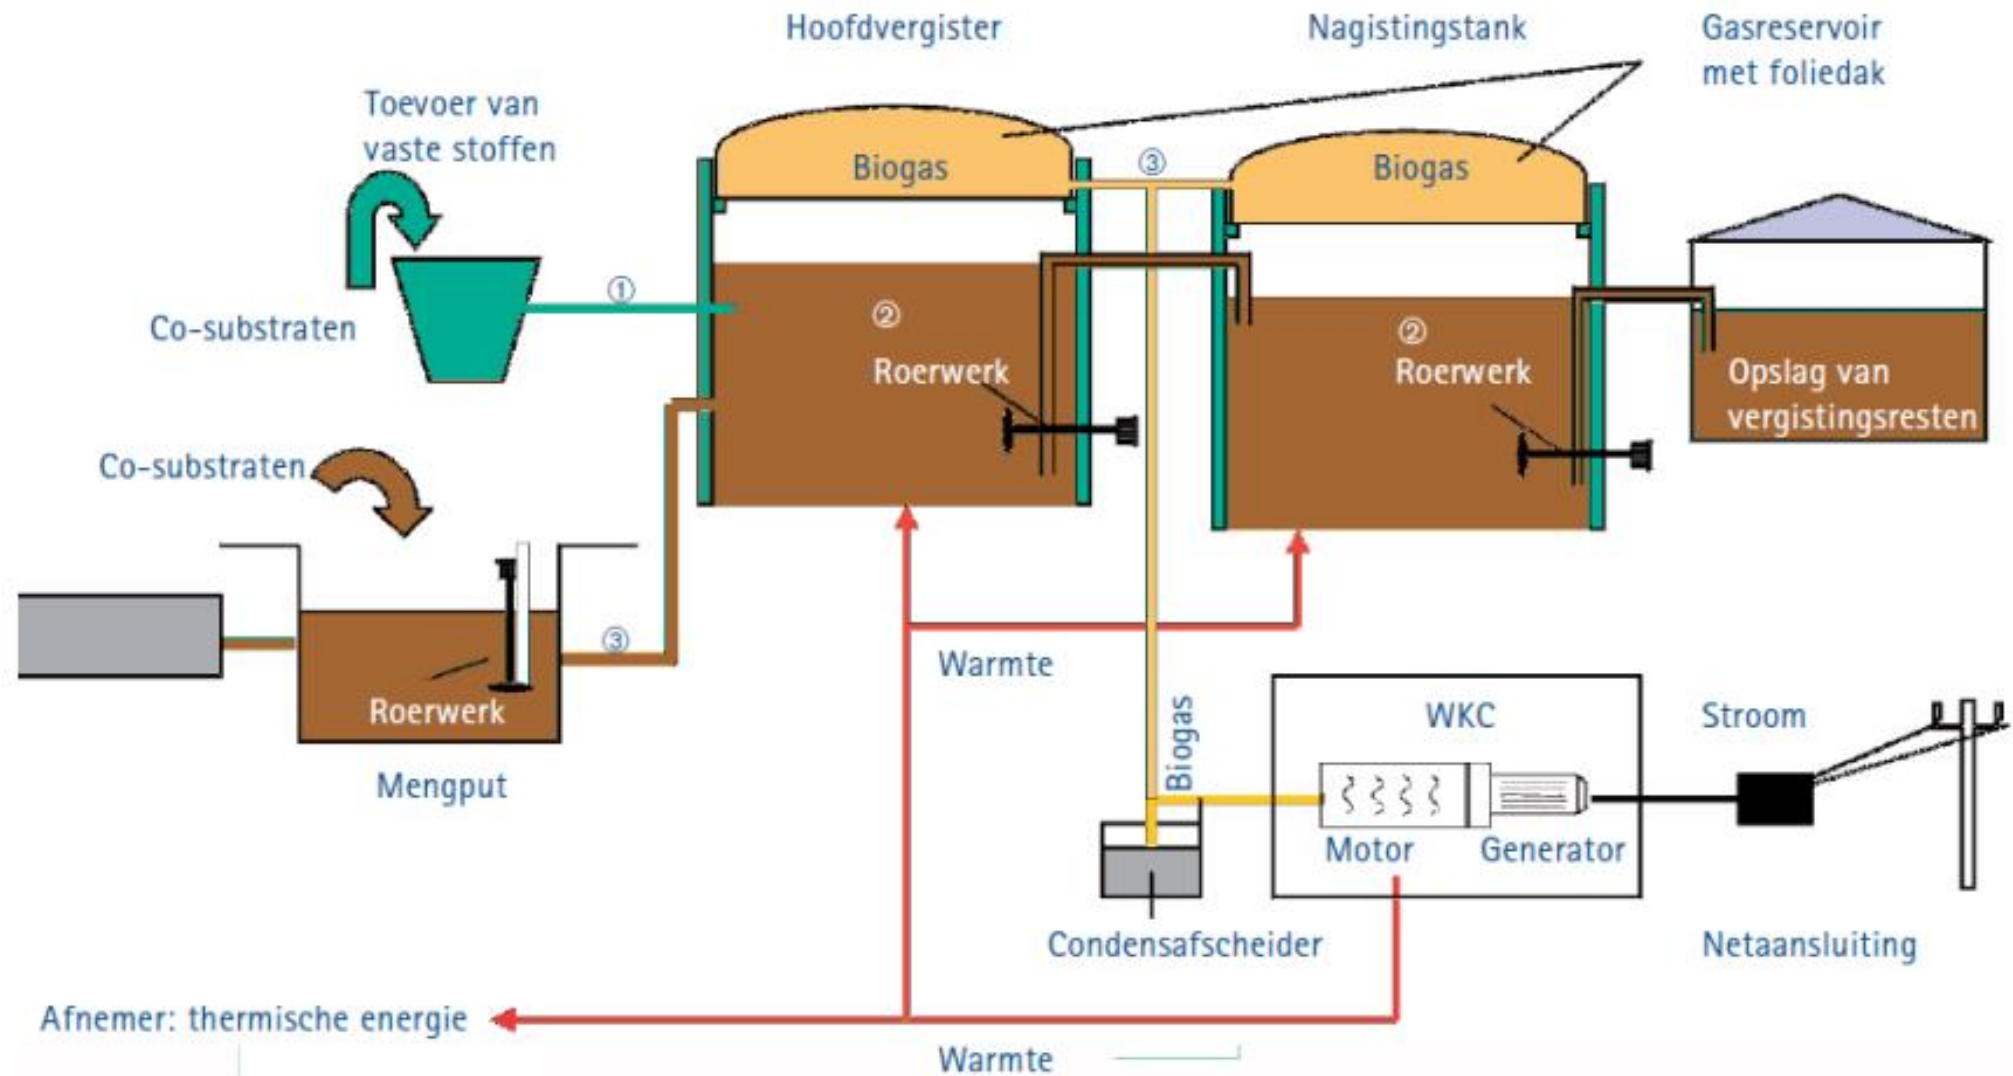 Hoofdvergister
Nagistingstank
Gasreservoir
met foliedak
Toevoer van
vaste stoffen
Biogas
③
Biogas
①
Co-substraten
②
Roerwerk
②
Roerwerk
Opslag van
vergistingsresten
Co-substraten
③
Roerwerk
Mengput
Warmte
Biogas
WKC
Stroom
Motor
Generator
Condensafscheider
Netaansluiting
Afnemer: thermische energie
Warmte